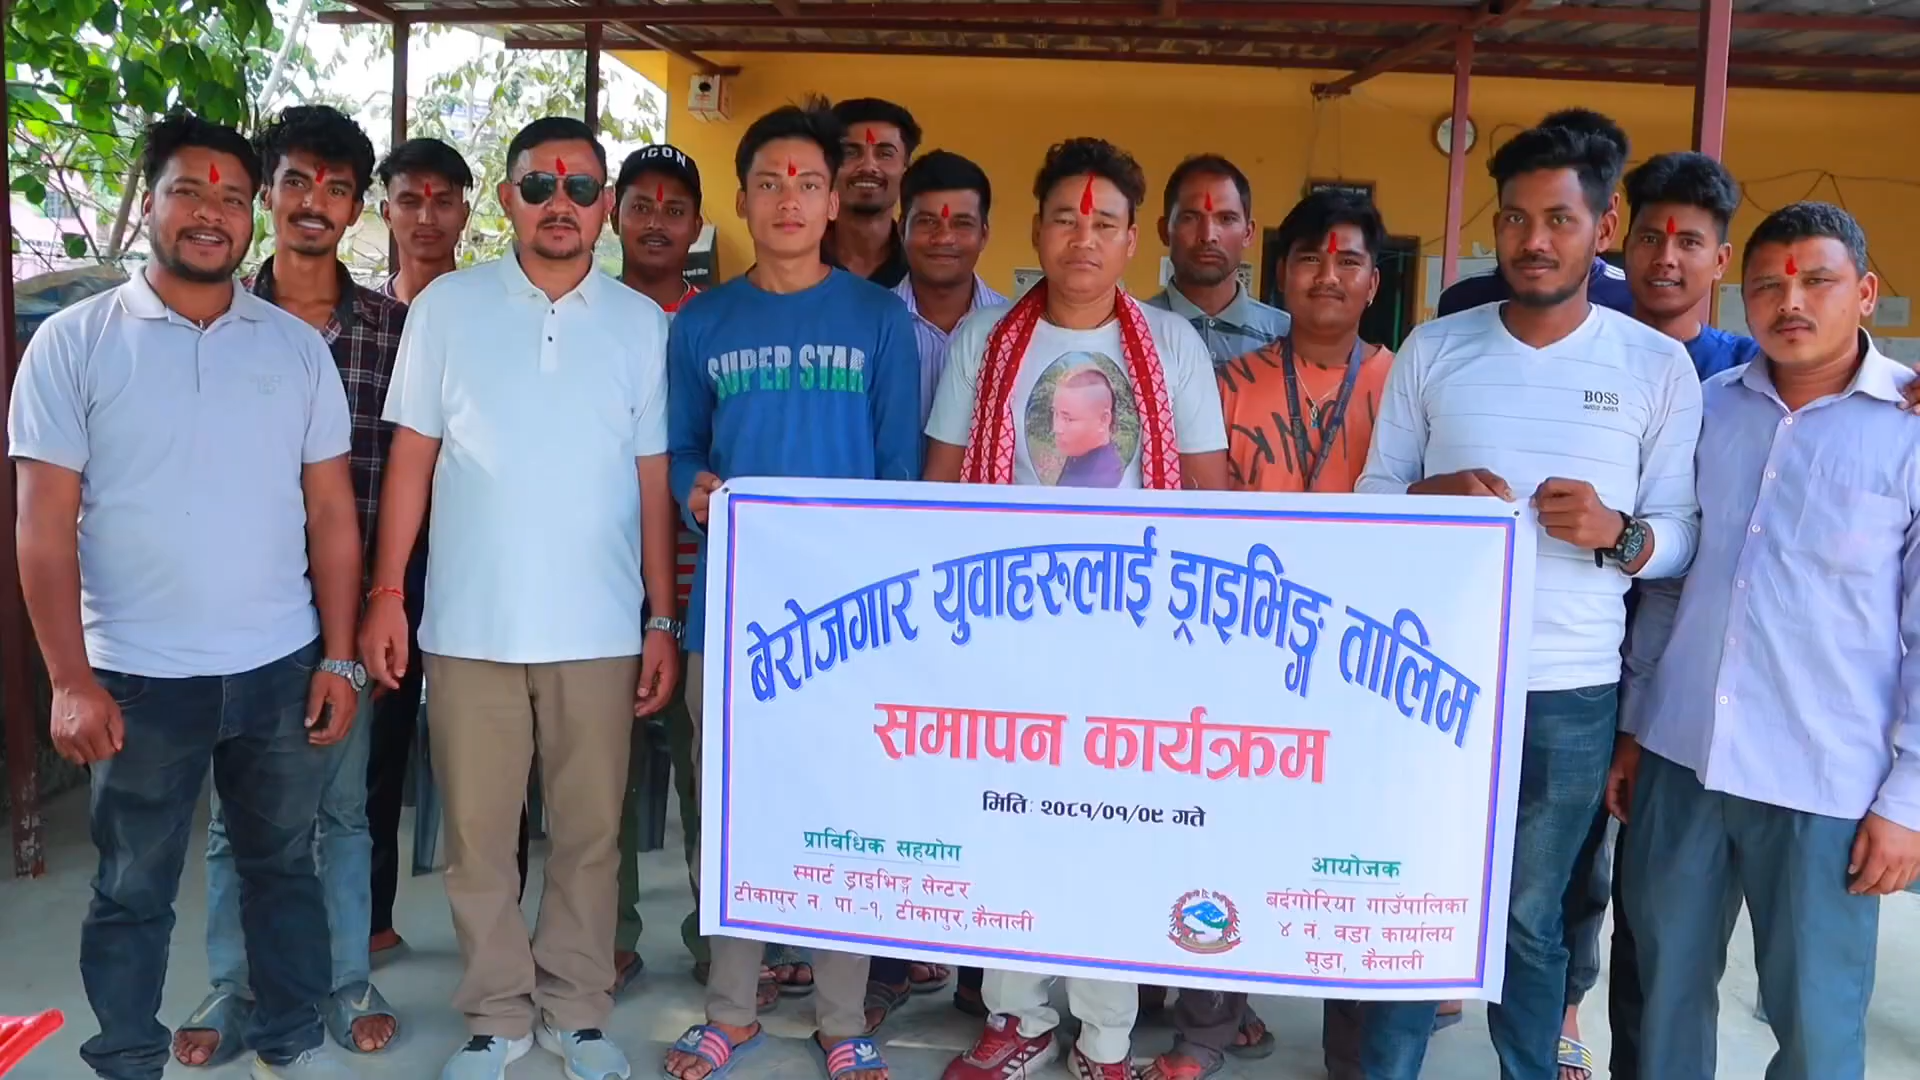 ICON
SUPER STAR
BOSS
बेरोजगार युवाहरुलाई ड्राइभिङ्ग तालिम
समापन कार्यक्रम
मिति: २०८१/०१/०९ गते
प्राविधिक सहयोग
स्मार्ट ड्राइभिङ्ग सेन्टर
टीकापुर न. पा.-१, टीकापुर,कैलाली
आयोजक
बर्दगोरिया गाउँपालिका
४ नं. वडा कार्यालय
मुडा, कैलाली